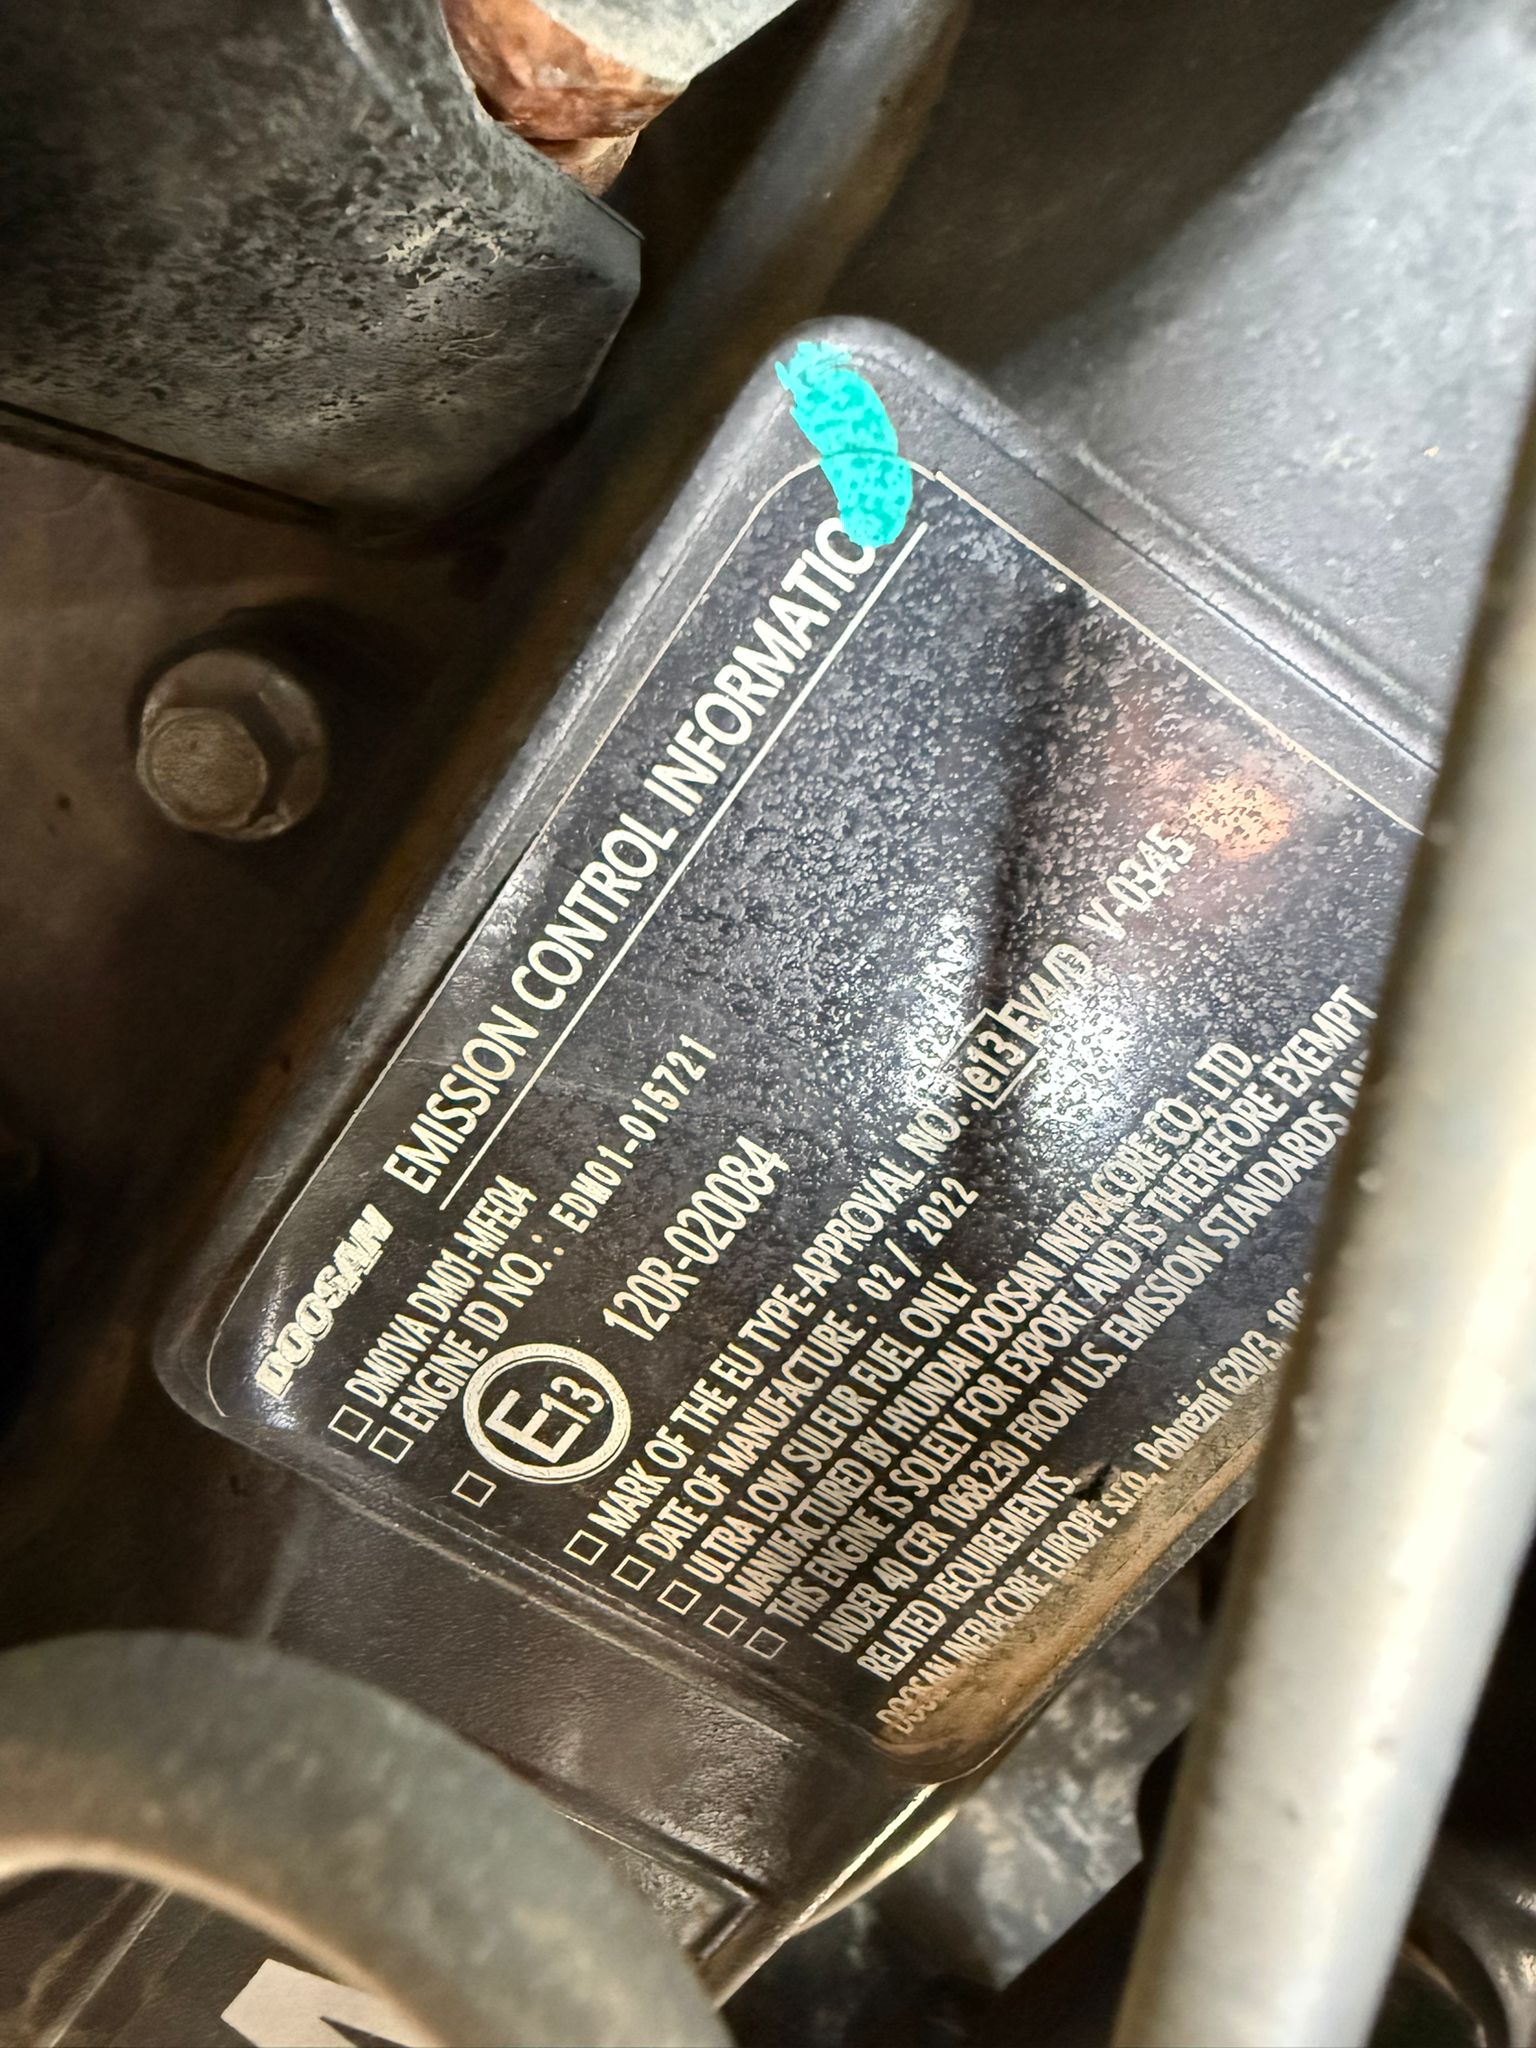 DOOSAN EMISSION CONTROL INFORMATIO
DM01VA DM01-MFE04
ENGINE ID NO.: EDM01-015721
E13 120R-020084
MARK OF THE EU TYPE-APPROVAL NO.: e13 EV4/D V-0345
DATE OF MANUFACTURE: 02 / 2022
ULTRA LOW SULFUR FUEL ONLY
MANUFACTURED BY HYUNDAI DOOSAN INFRACORE CO., LTD.
THIS ENGINE IS SOLELY FOR EXPORT AND IS THEREFORE EXEMPT
UNDER 40 CFR 1068.230 FROM U.S. EMISSION STANDARDS
RELATED REQUIREMENTS.
DOOSAN INFRACORE EUROPE s.r.o., Pobrežní 620/3,